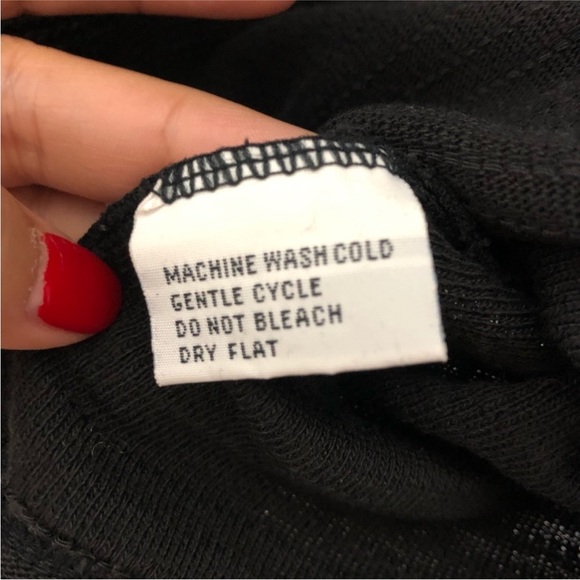 MACHINE WASH COLD
GENTLE CYCLE
DO NOT BLEACH
DRY FLAT